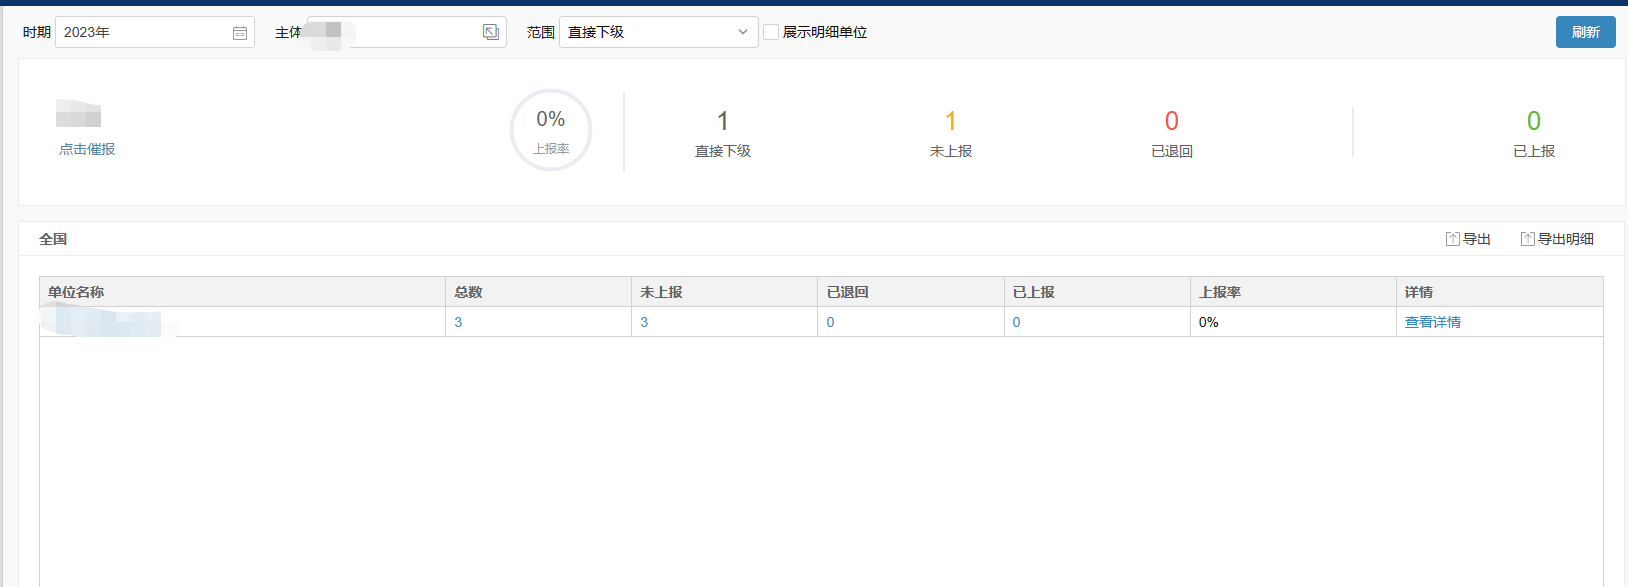 时期 2023年 主体 范围 直接下级 展示明细单位 刷新
点击催报
0%
上报率
1
直接下级
1
未上报
0
已退回
0
已上报
全国 导出 导出明细
单位名称 总数 未上报 已退回 已上报 上报率 详情
3 3 0 0 0% 查看详情